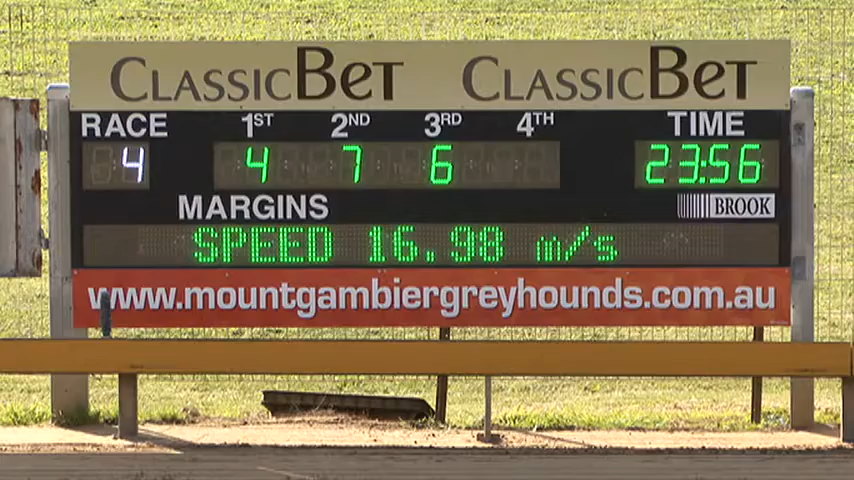 CLASSICBET CLASSICBET
RACE 1ST 2ND 3RD 4TH TIME
4 4 7 6 23:56
MARGINS BROOK
SPEED 16.98 m/s
www.mountgambiergreyhounds.com.au